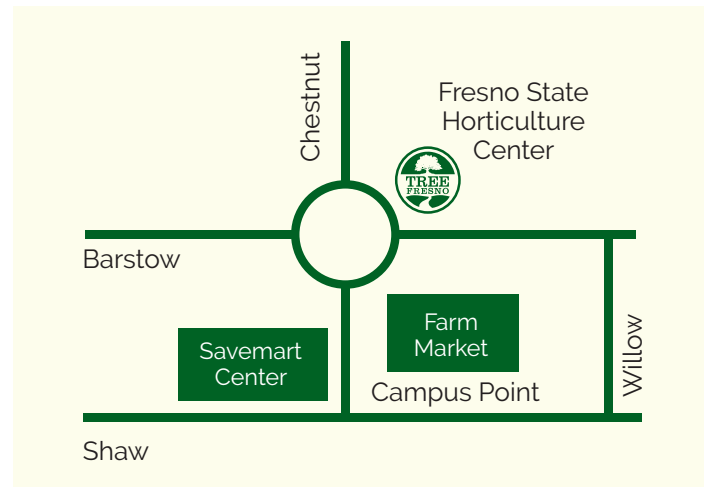 Chestnut
Fresno State
Horticulture
Center
TREE
FRESNO
Barstow
Farm
Market
Savemart
Center
Willow
Campus Point
Shaw